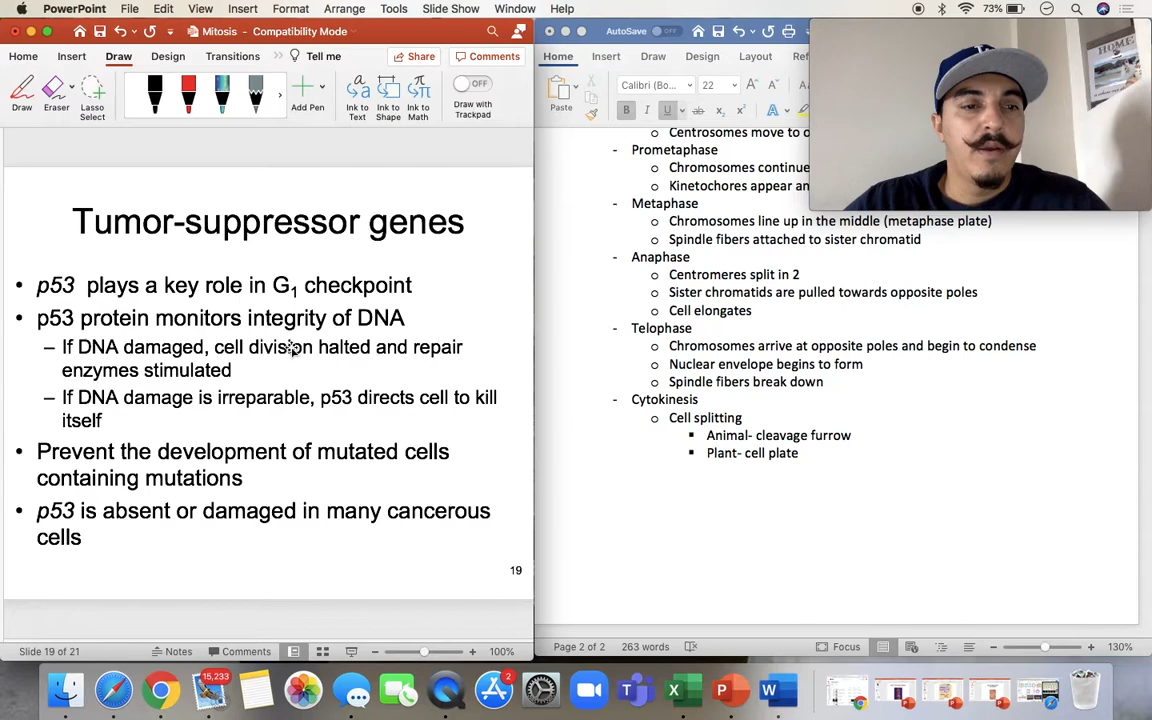 PowerPoint File Edit View Insert Format Arrange Tools Slide Show Window Help 73%
Mitosis - Compatibility Mode
AutoSave OFF
Home Insert Draw Design Transitions Tell me Share Comments
Home Insert Draw Design Layout
Draw Eraser Lasso Select Add Pen Ink to Text Ink to Shape Ink to Math OFF Draw with Trackpad
Paste Calibri (Bo... 22
B I U ab x₂ x² A
Tumor-suppressor genes
• p53 plays a key role in G₁ checkpoint
• p53 protein monitors integrity of DNA
– If DNA damaged, cell division halted and repair
enzymes stimulated
– If DNA damage is irreparable, p53 directs cell to kill
itself
• Prevent the development of mutated cells
containing mutations
• p53 is absent or damaged in many cancerous
cells
19
o Centrosomes move to
- Prometaphase
o Chromosomes continue
o Kinetochores appear
- Metaphase
o Chromosomes line up in the middle (metaphase plate)
o Spindle fibers attached to sister chromatid
- Anaphase
o Centromeres split in 2
o Sister chromatids are pulled towards opposite poles
o Cell elongates
- Telophase
o Chromosomes arrive at opposite poles and begin to condense
o Nuclear envelope begins to form
o Spindle fibers break down
- Cytokinesis
o Cell splitting
▪ Animal- cleavage furrow
▪ Plant- cell plate
HOME
Slide 19 of 21 Notes Comments 100%
Page 2 of 2 263 words Focus 130%
15,233
2